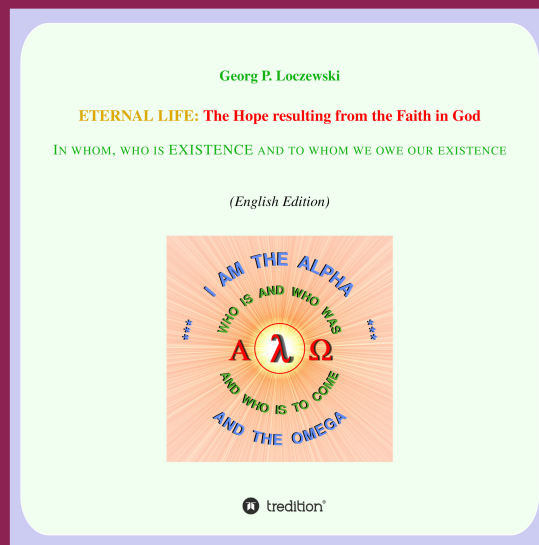 Georg P. Loczewski
ETERNAL LIFE: The Hope resulting from the Faith in God
IN WHOM, WHO IS EXISTENCE AND TO WHOM WE OWE OUR EXISTENCE
(English Edition)
I AM THE ALPHA
WHO IS AND WHO WAS
**** ****
Α λ Ω
AND WHO IS TO COME
AND THE OMEGA
tredition®